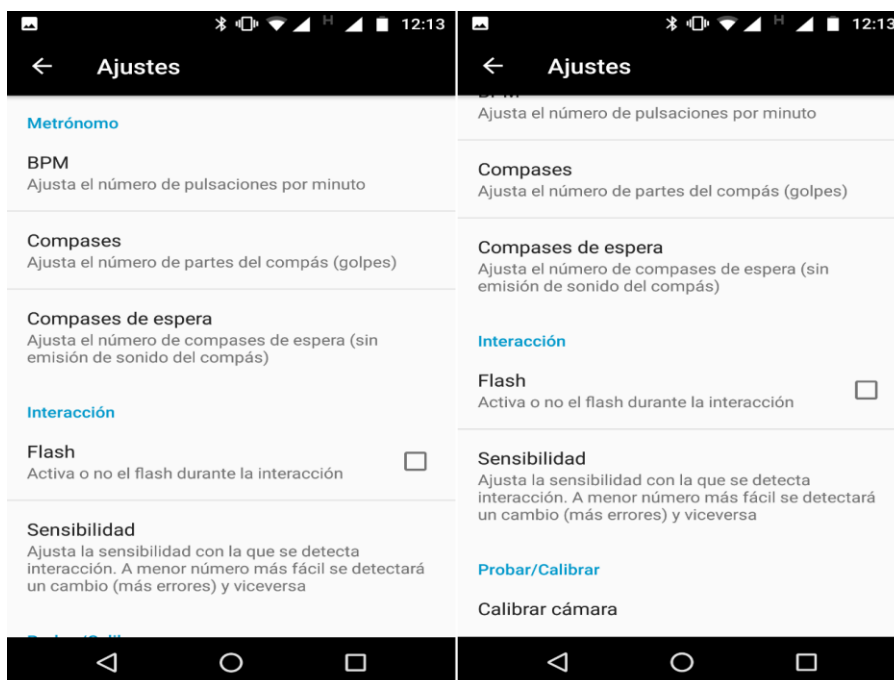 12:13
Ajustes
Metrónomo
BPM
Ajusta el número de pulsaciones por minuto
Compases
Ajusta el número de partes del compás (golpes)
Compases de espera
Ajusta el número de compases de espera (sin
emisión de sonido del compás)
Interacción
Flash
Activa o no el flash durante la interacción
Sensibilidad
Ajusta la sensibilidad con la que se detecta
interacción. A menor número más fácil se detectará
un cambio (más errores) y viceversa
H
12:13
Ajustes
Ajusta el número de pulsaciones por minuto
Compases
Ajusta el número de partes del compás (golpes)
Compases de espera
Ajusta el número de compases de espera (sin
emisión de sonido del compás)
Interacción
Flash
Activa o no el flash durante la interacción
Sensibilidad
Ajusta la sensibilidad con la que se detecta
interacción. A menor número más fácil se detectará
un cambio (más errores) y viceversa
Probar/Calibrar
Calibrar cámara